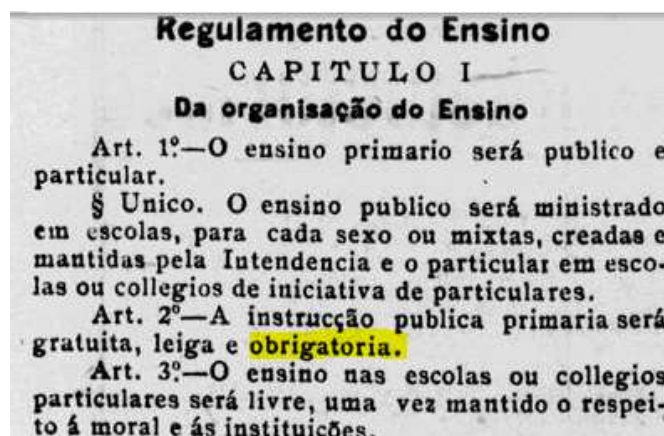 Regulamento do Ensino
CAPITULO I
Da organisação do Ensino
Art. 1º.—O ensino primario será publico e
particular.
§ Unico. O ensino publico será ministrado
em escolas, para cada sexo ou mixtas, creadas e
mantidas pela Intendencia e o particular em esco-
las ou collegios de iniciativa de particulares.
Art. 2º—A instrucção publica primaria será
gratuita, leiga e obrigatoria.
Art. 3º.—O ensino nas escolas ou collegios
particulares será livre, uma vez mantido o respei-
to á moral e ás instituições.